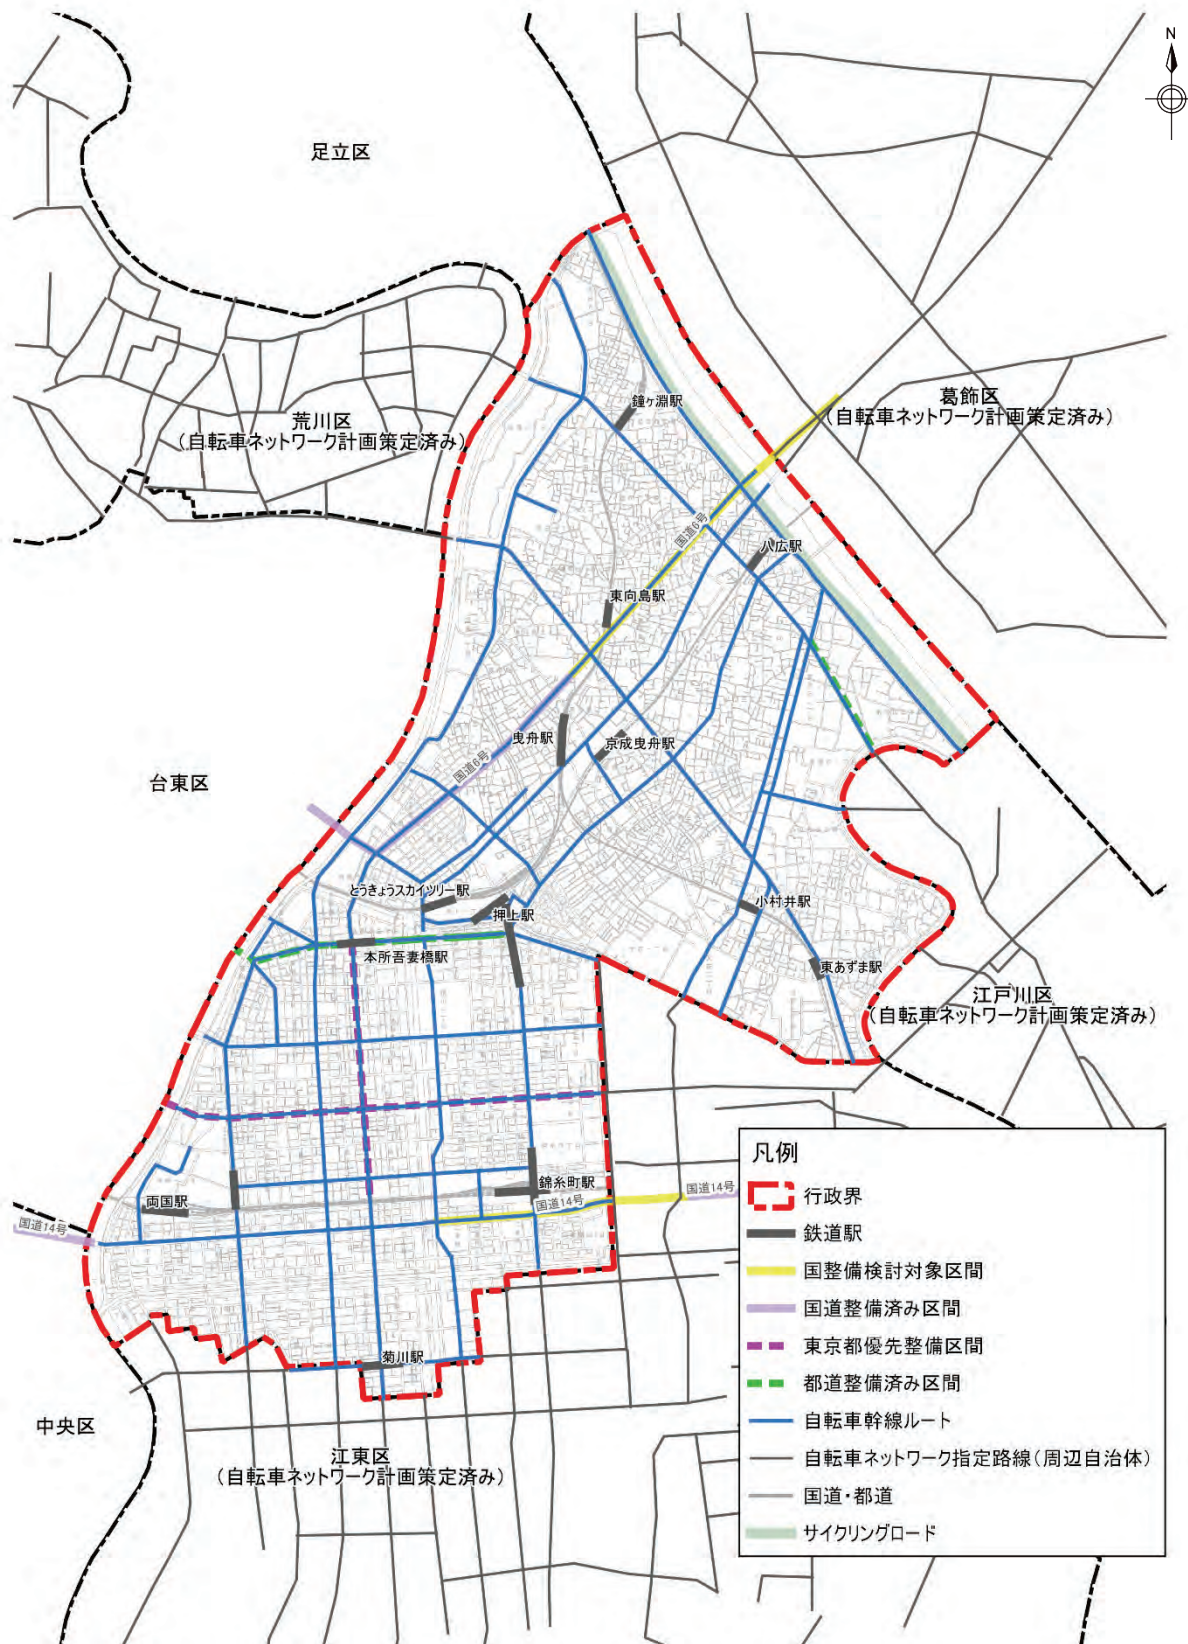 N
足立区
鐘ヶ淵駅
葛飾区
(自転車ネットワーク計画策定済み)
荒川区
(自転車ネットワーク計画策定済み)
国道6号
八広駅
東向島駅
曳舟駅
京成曳舟駅
国道6号
台東区
とうきょうスカイツリー駅
押上駅
小村井駅
本所吾妻橋駅
東あずま駅
江戸川区
(自転車ネットワーク計画策定済み)
両国駅
錦糸町駅
国道14号
国道14号
国道14号
菊川駅
中央区
江東区
(自転車ネットワーク計画策定済み)
凡例
行政界
鉄道駅
国整備検討対象区間
国道整備済み区間
東京都優先整備区間
都道整備済み区間
自転車幹線ルート
自転車ネットワーク指定路線(周辺自治体)
国道・都道
サイクリングロード